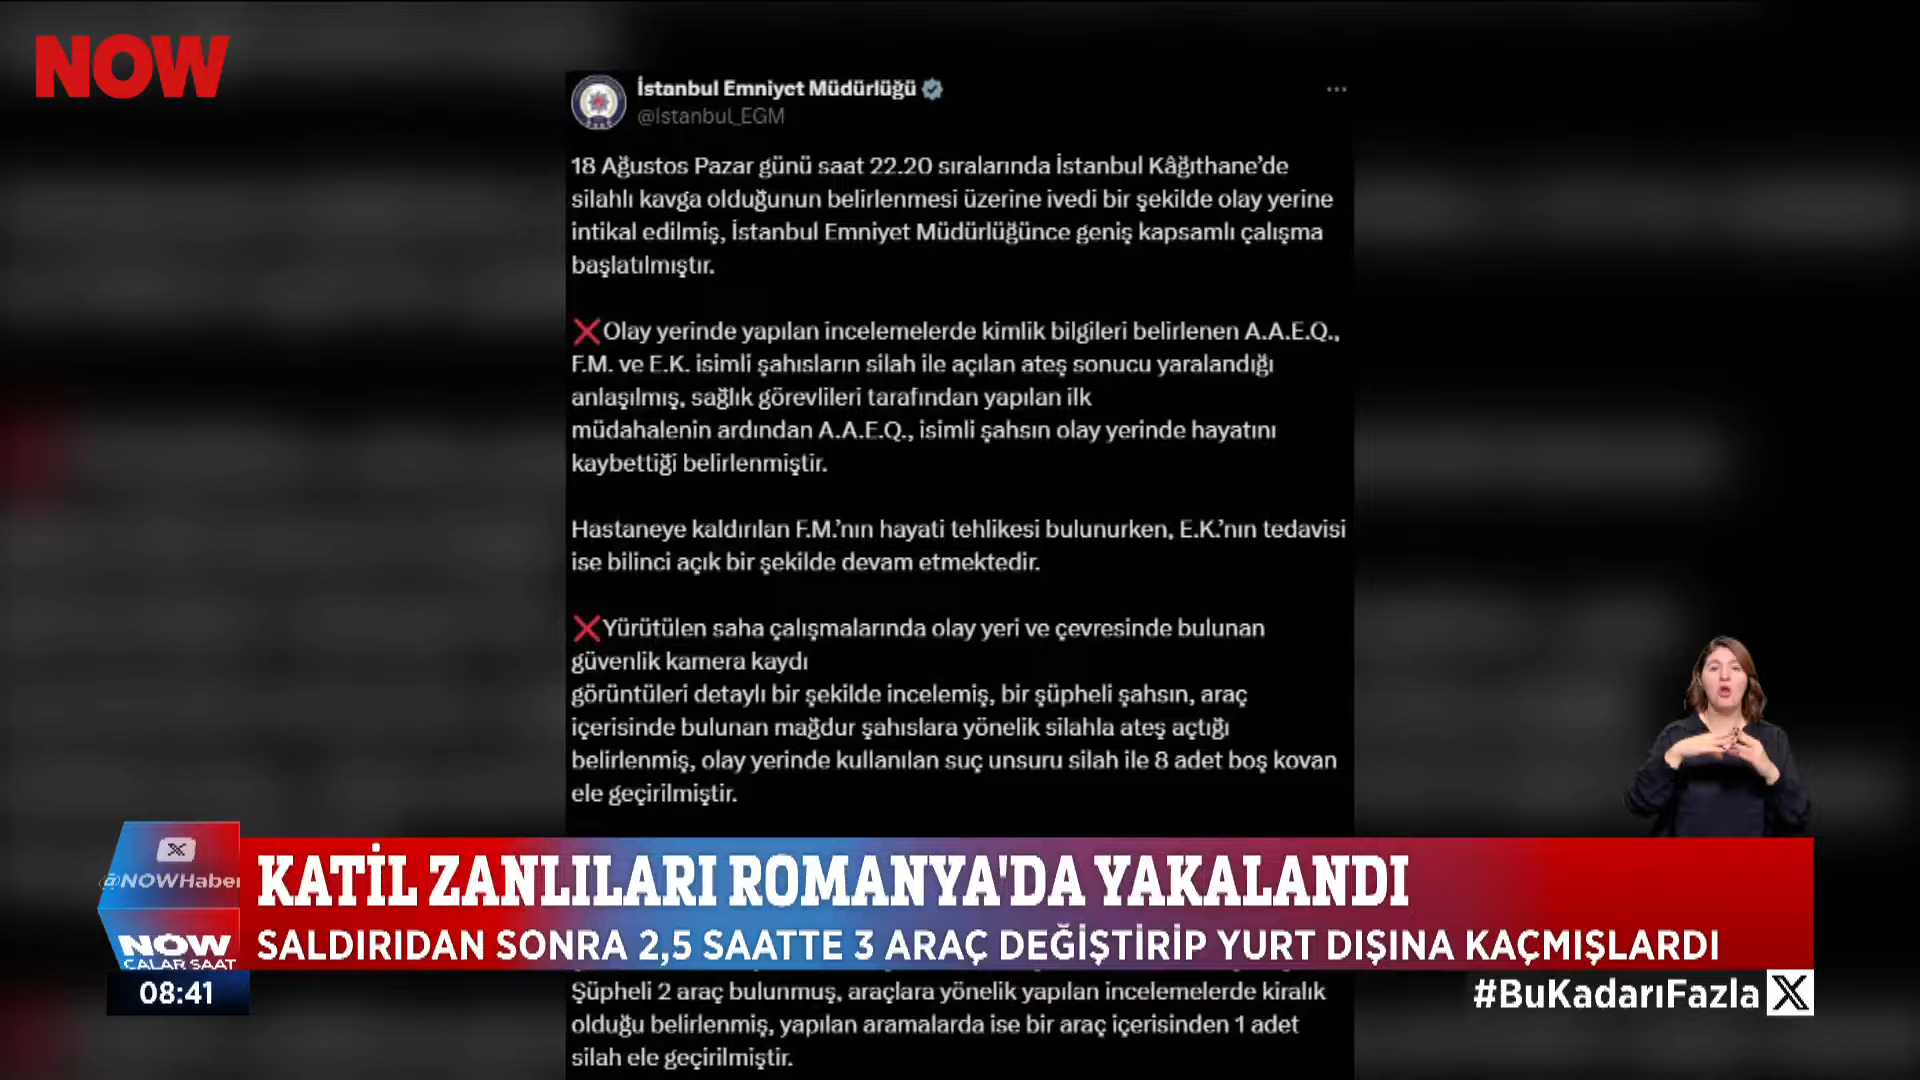 NOW
İstanbul Emniyet Müdürlüğü
@Istanbul_EGM
18 Ağustos Pazar günü saat 22.20 sıralarında İstanbul Kâğıthane’de
silahlı kavga olduğunun belirlenmesi üzerine ivedi bir şekilde olay yerine
intikal edilmiş, İstanbul Emniyet Müdürlüğünce geniş kapsamlı çalışma
başlatılmıştır.
❌Olay yerinde yapılan incelemelerde kimlik bilgileri belirlenen A.A.E.Q.,
F.M. ve E.K. isimli şahısların silah ile açılan ateş sonucu yaralandığı
anlaşılmış, sağlık görevlileri tarafından yapılan ilk
müdahalenin ardından A.A.E.Q., isimli şahsın olay yerinde hayatını
kaybettiği belirlenmiştir.
Hastaneye kaldırılan F.M.’nın hayati tehlikesi bulunurken, E.K.’nın tedavisi
ise bilinci açık bir şekilde devam etmektedir.
❌Yürütülen saha çalışmalarında olay yeri ve çevresinde bulunan
güvenlik kamera kaydı
görüntüleri detaylı bir şekilde incelemiş, bir şüpheli şahsın, araç
içerisinde bulunan mağdur şahıslara yönelik silahla ateş açtığı
belirlenmiş, olay yerinde kullanılan suç unsuru silah ile 8 adet boş kovan
ele geçirilmiştir.
@NOWHaber
KATİL ZANLILARI ROMANYA'DA YAKALANDI
NOW
ÇALAR SAAT
SALDIRIDAN SONRA 2,5 SAATTE 3 ARAÇ DEĞİŞTİRİP YURT DIŞINA KAÇMIŞLARDI
08:41
#BuKadarıFazla X
Şüpheli 2 araç bulunmuş, araçlara yönelik yapılan incelemelerde kiralık
olduğu belirlenmiş, yapılan aramalarda ise bir araç içerisinden 1 adet
silah ele geçirilmiştir.